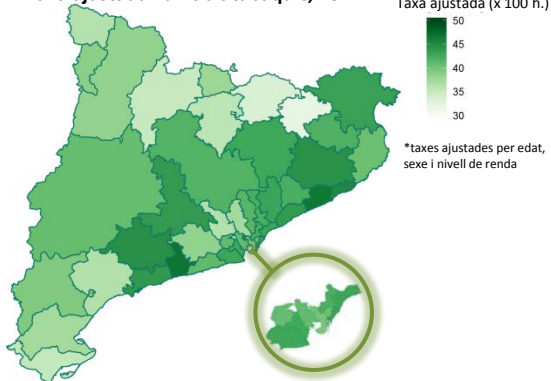 Taxa ajustada (x 100 h.)
50
45
40
35
30
*taxes ajustades per edat,
sexe i nivell de renda